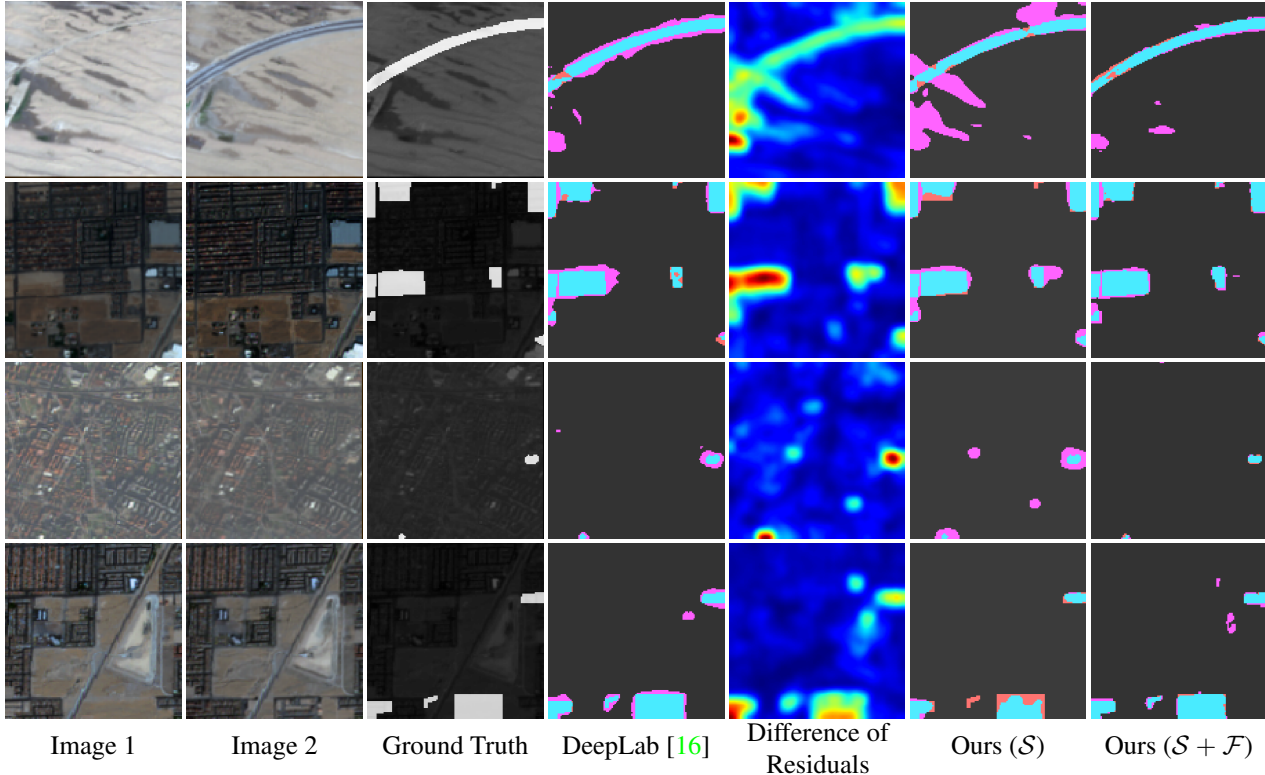 Image 1
Image 2
Ground Truth
DeepLab [16]
Difference of
Residuals
Ours (𝒮)
Ours (𝒮 + ℱ)